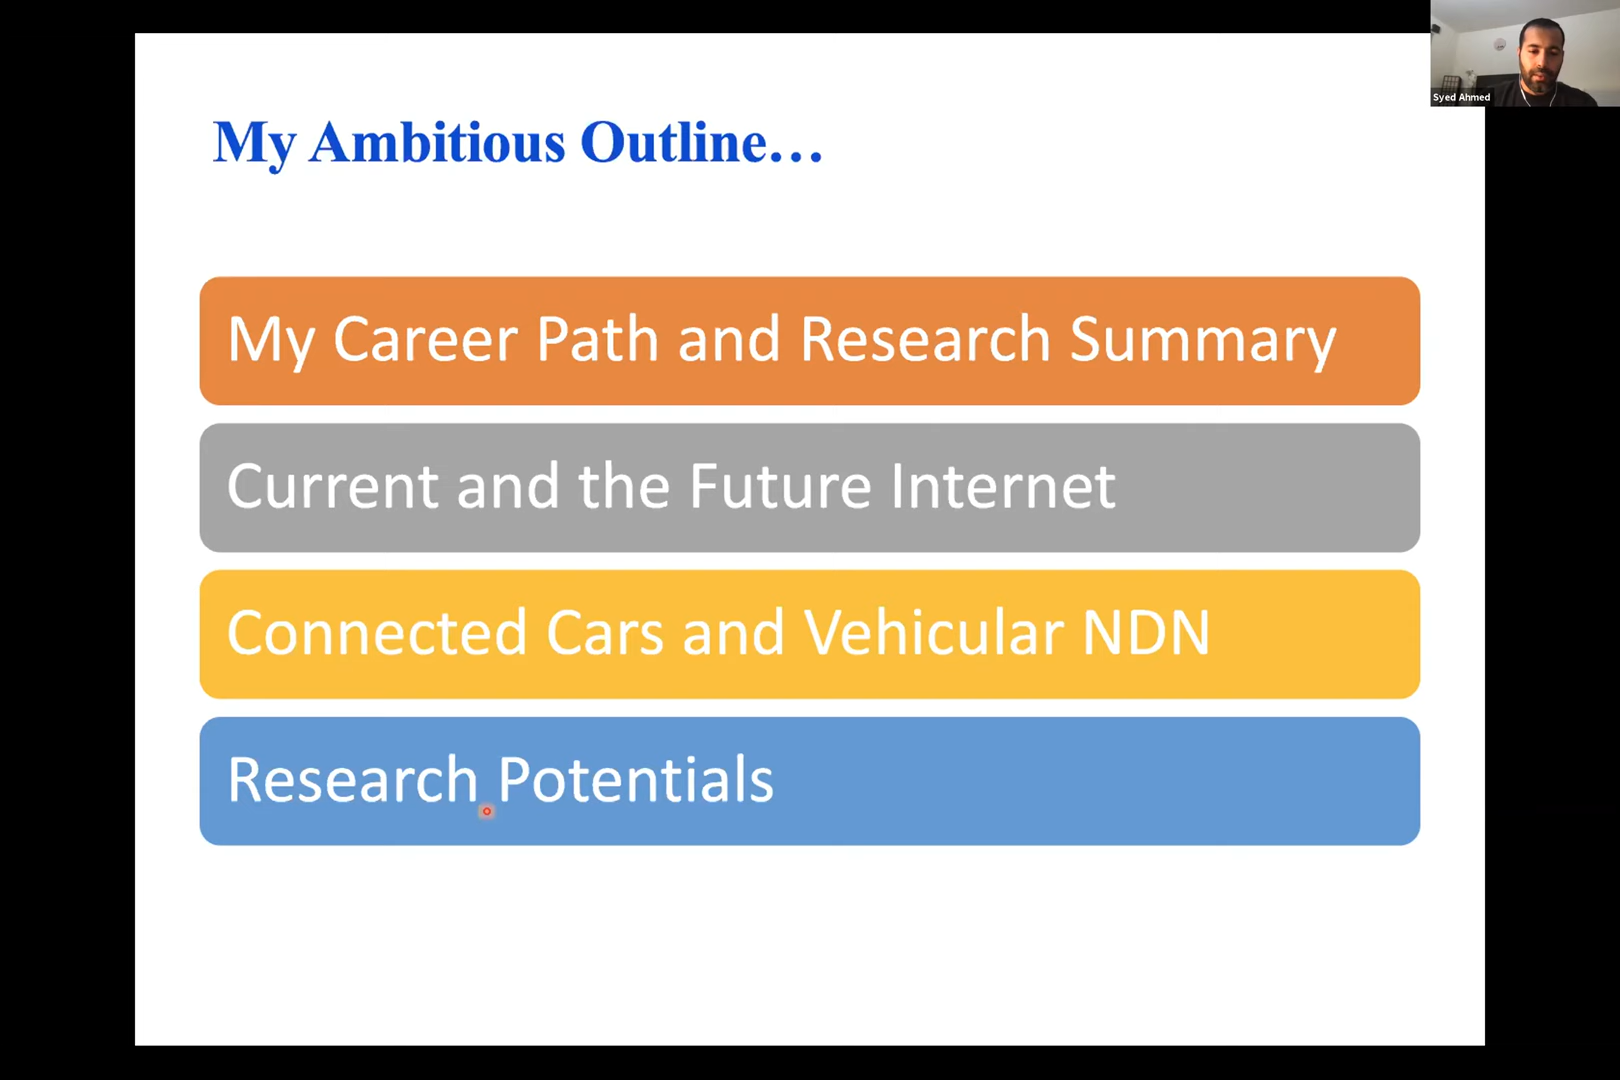 My Ambitious Outline…
Syed Ahmed
My Career Path and Research Summary
Current and the Future Internet
Connected Cars and Vehicular NDN
Research Potentials